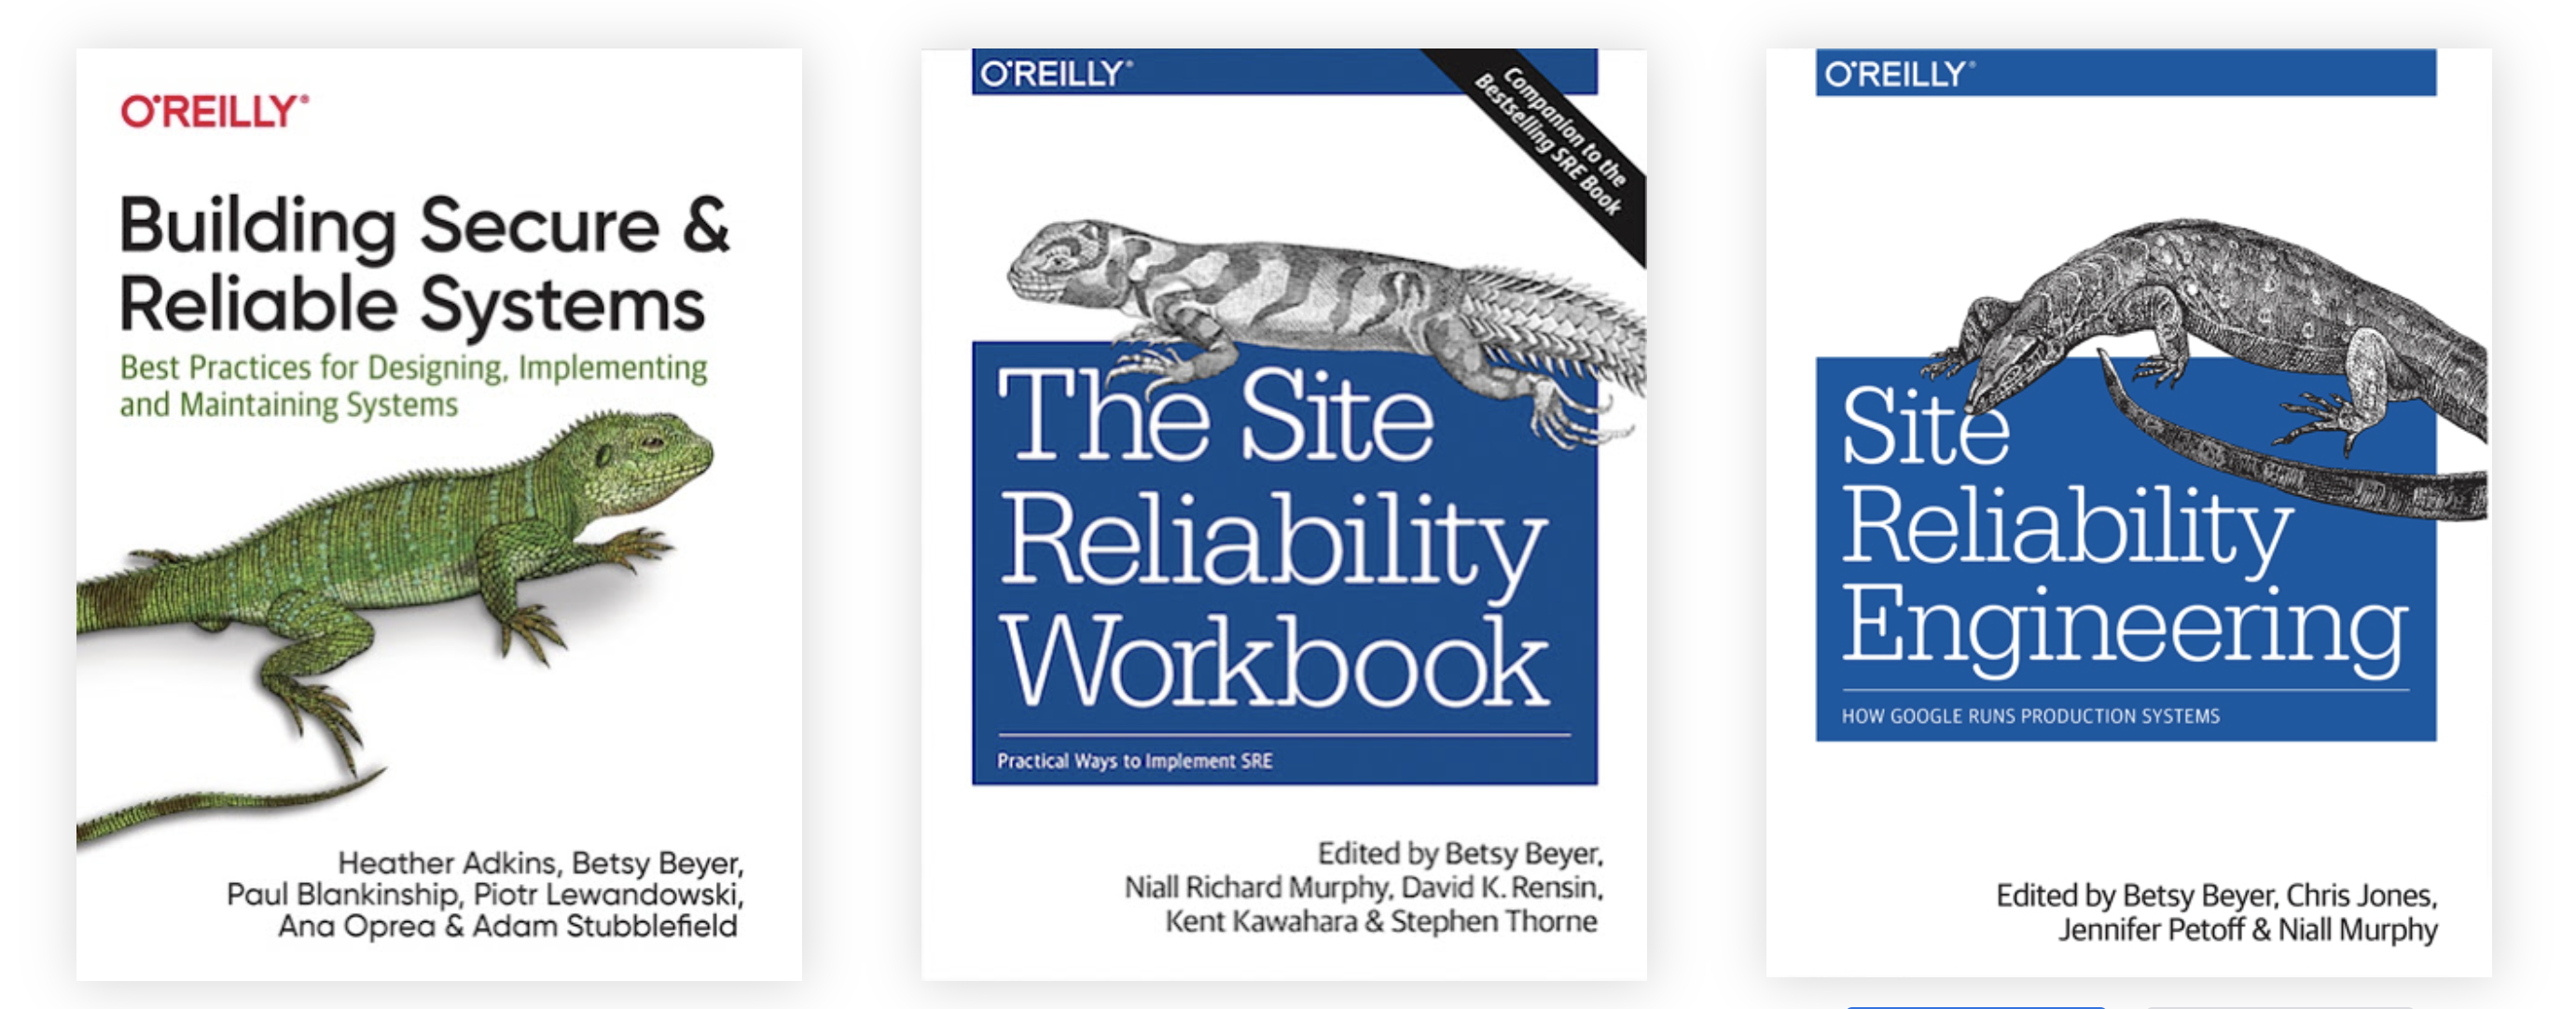 O'REILLY®
Building Secure &
Reliable Systems
Best Practices for Designing, Implementing
and Maintaining Systems
Heather Adkins, Betsy Beyer,
Paul Blankinship, Piotr Lewandowski,
Ana Oprea & Adam Stubblefield
O'REILLY®
Companion to the
Bestselling SRE Book
The Site
Reliability
Workbook
Practical Ways to Implement SRE
Edited by Betsy Beyer,
Niall Richard Murphy, David K. Rensin,
Kent Kawahara & Stephen Thorne
O'REILLY®
Site
Reliability
Engineering
HOW GOOGLE RUNS PRODUCTION SYSTEMS
Edited by Betsy Beyer, Chris Jones,
Jennifer Petoff & Niall Murphy